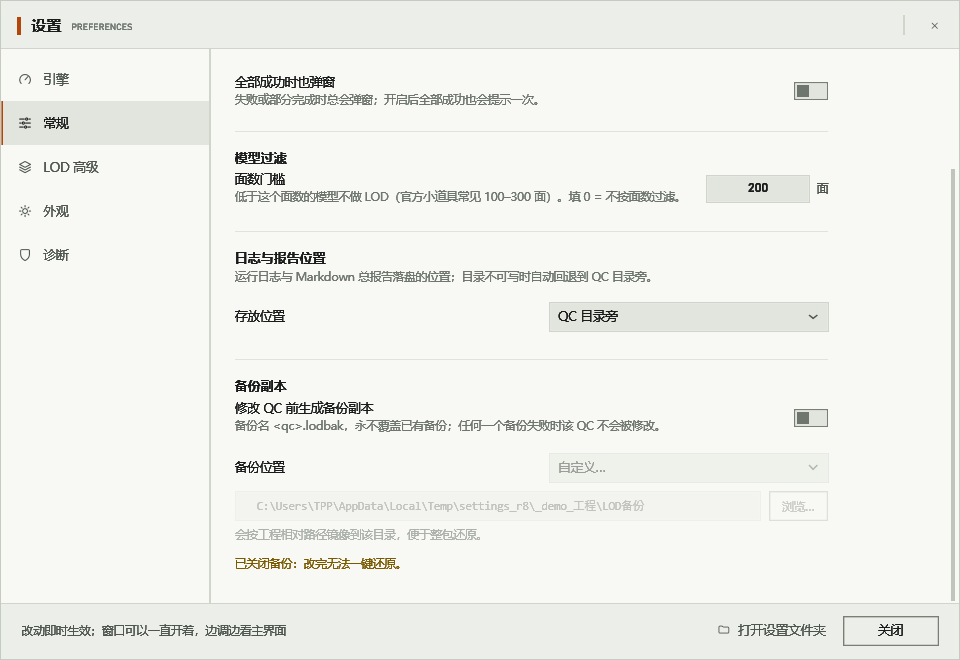 设置 PREFERENCES
引擎
常规
LOD 高级
外观
诊断
全部成功时也弹窗
失败或部分完成时总会弹窗；开启后全部成功也会提示一次。
模型过滤
面数门槛
低于这个面数的模型不做 LOD（官方小道具常见 100–300 面）。填 0 = 不按面数过滤。
200 面
日志与报告位置
运行日志与 Markdown 总报告落盘的位置；目录不可写时自动回退到 QC 目录旁。
存放位置
QC 目录旁
备份副本
修改 QC 前生成备份副本
备份名 <qc>.lodbak，永不覆盖已有备份；任何一个备份失败时该 QC 不会被修改。
备份位置
自定义...
C:\Users\TPP\AppData\Local\Temp\settings_r8\_demo_工程\LOD备份
浏览...
会按工程相对路径镜像到该目录，便于整包还原。
已关闭备份：改完无法一键还原。
改动即时生效；窗口可以一直开着，边调边看主界面
打开设置文件夹
关闭